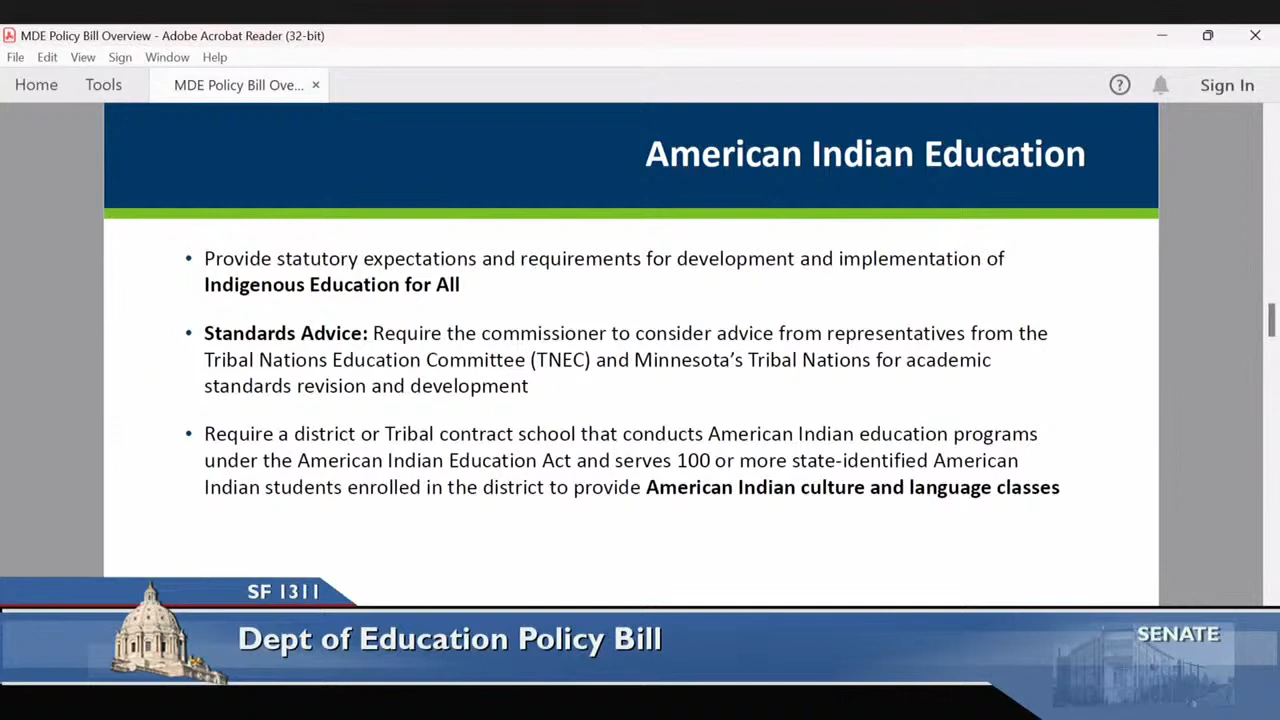 MDE Policy Bill Overview - Adobe Acrobat Reader (32-bit)
File Edit View Sign Window Help
Home Tools MDE Policy Bill Ove... × ? Sign In
American Indian Education
• Provide statutory expectations and requirements for development and implementation of
Indigenous Education for All
• Standards Advice: Require the commissioner to consider advice from representatives from the
Tribal Nations Education Committee (TNEC) and Minnesota’s Tribal Nations for academic
standards revision and development
• Require a district or Tribal contract school that conducts American Indian education programs
under the American Indian Education Act and serves 100 or more state-identified American
Indian students enrolled in the district to provide American Indian culture and language classes
SF 1311
Dept of Education Policy Bill
SENATE